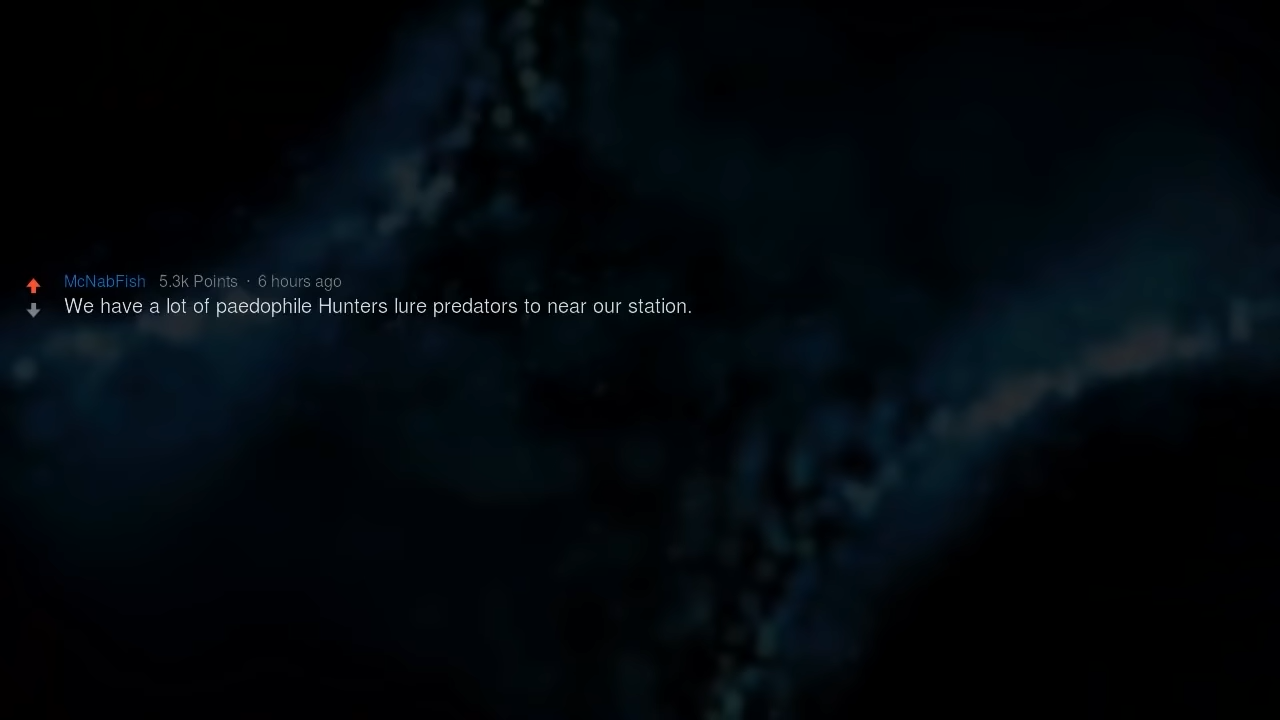 McNabFish 5.3k Points · 6 hours ago
We have a lot of paedophile Hunters lure predators to near our station.